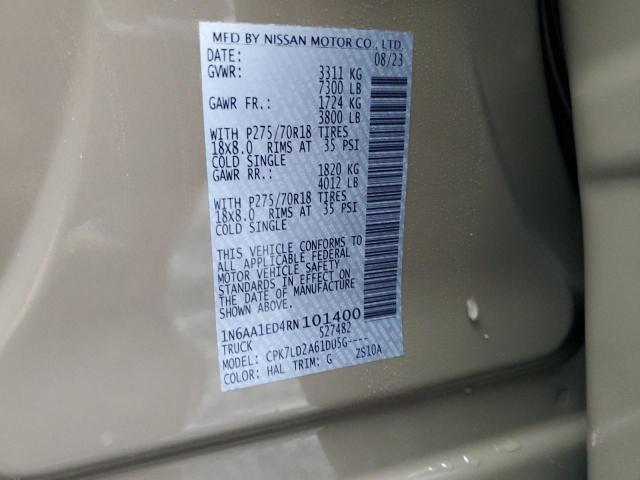 MFD BY NISSAN MOTOR CO., LTD.
DATE: 08/23
GVWR: 3311 KG
7300 LB
GAWR FR.: 1724 KG
3800 LB
WITH P275/70R18 TIRES
18x8.0 RIMS AT 35 PSI
COLD SINGLE
GAWR RR.: 1820 KG
4012 LB
WITH P275/70R18 TIRES
18x8.0 RIMS AT 35 PSI
COLD SINGLE
THIS VEHICLE CONFORMS TO
ALL APPLICABLE FEDERAL
MOTOR VEHICLE SAFETY
STANDARDS IN EFFECT ON
THE DATE OF MANUFACTURE
SHOWN ABOVE.
1N6AA1ED4RN101400
TRUCK 527482
MODEL: CPK7LD2A61DU5G----
COLOR: HAL TRIM: G ZS10A